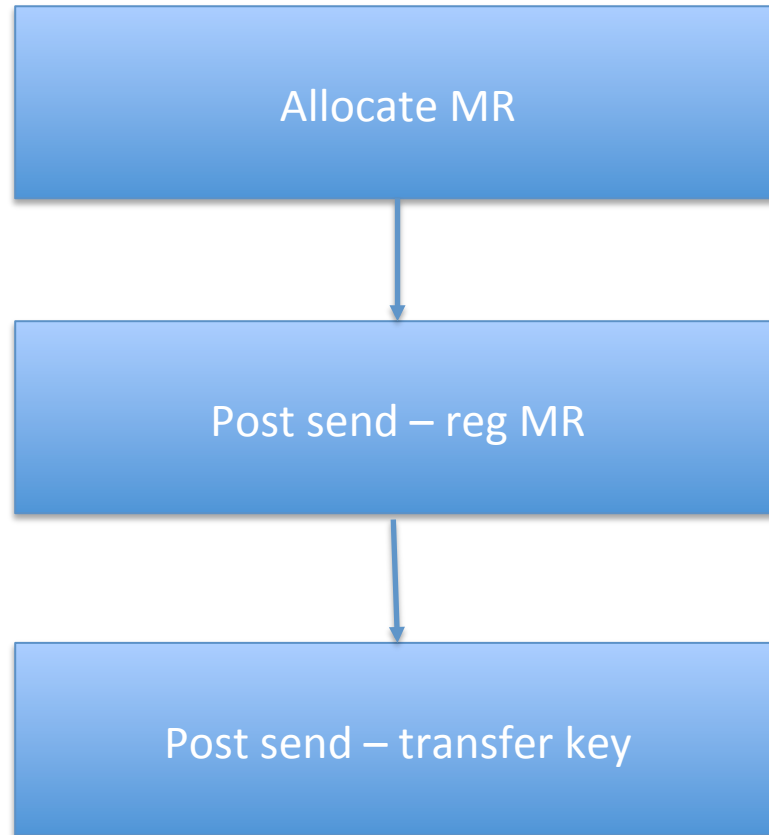 Allocate MR
Post send – reg MR
Post send – transfer key